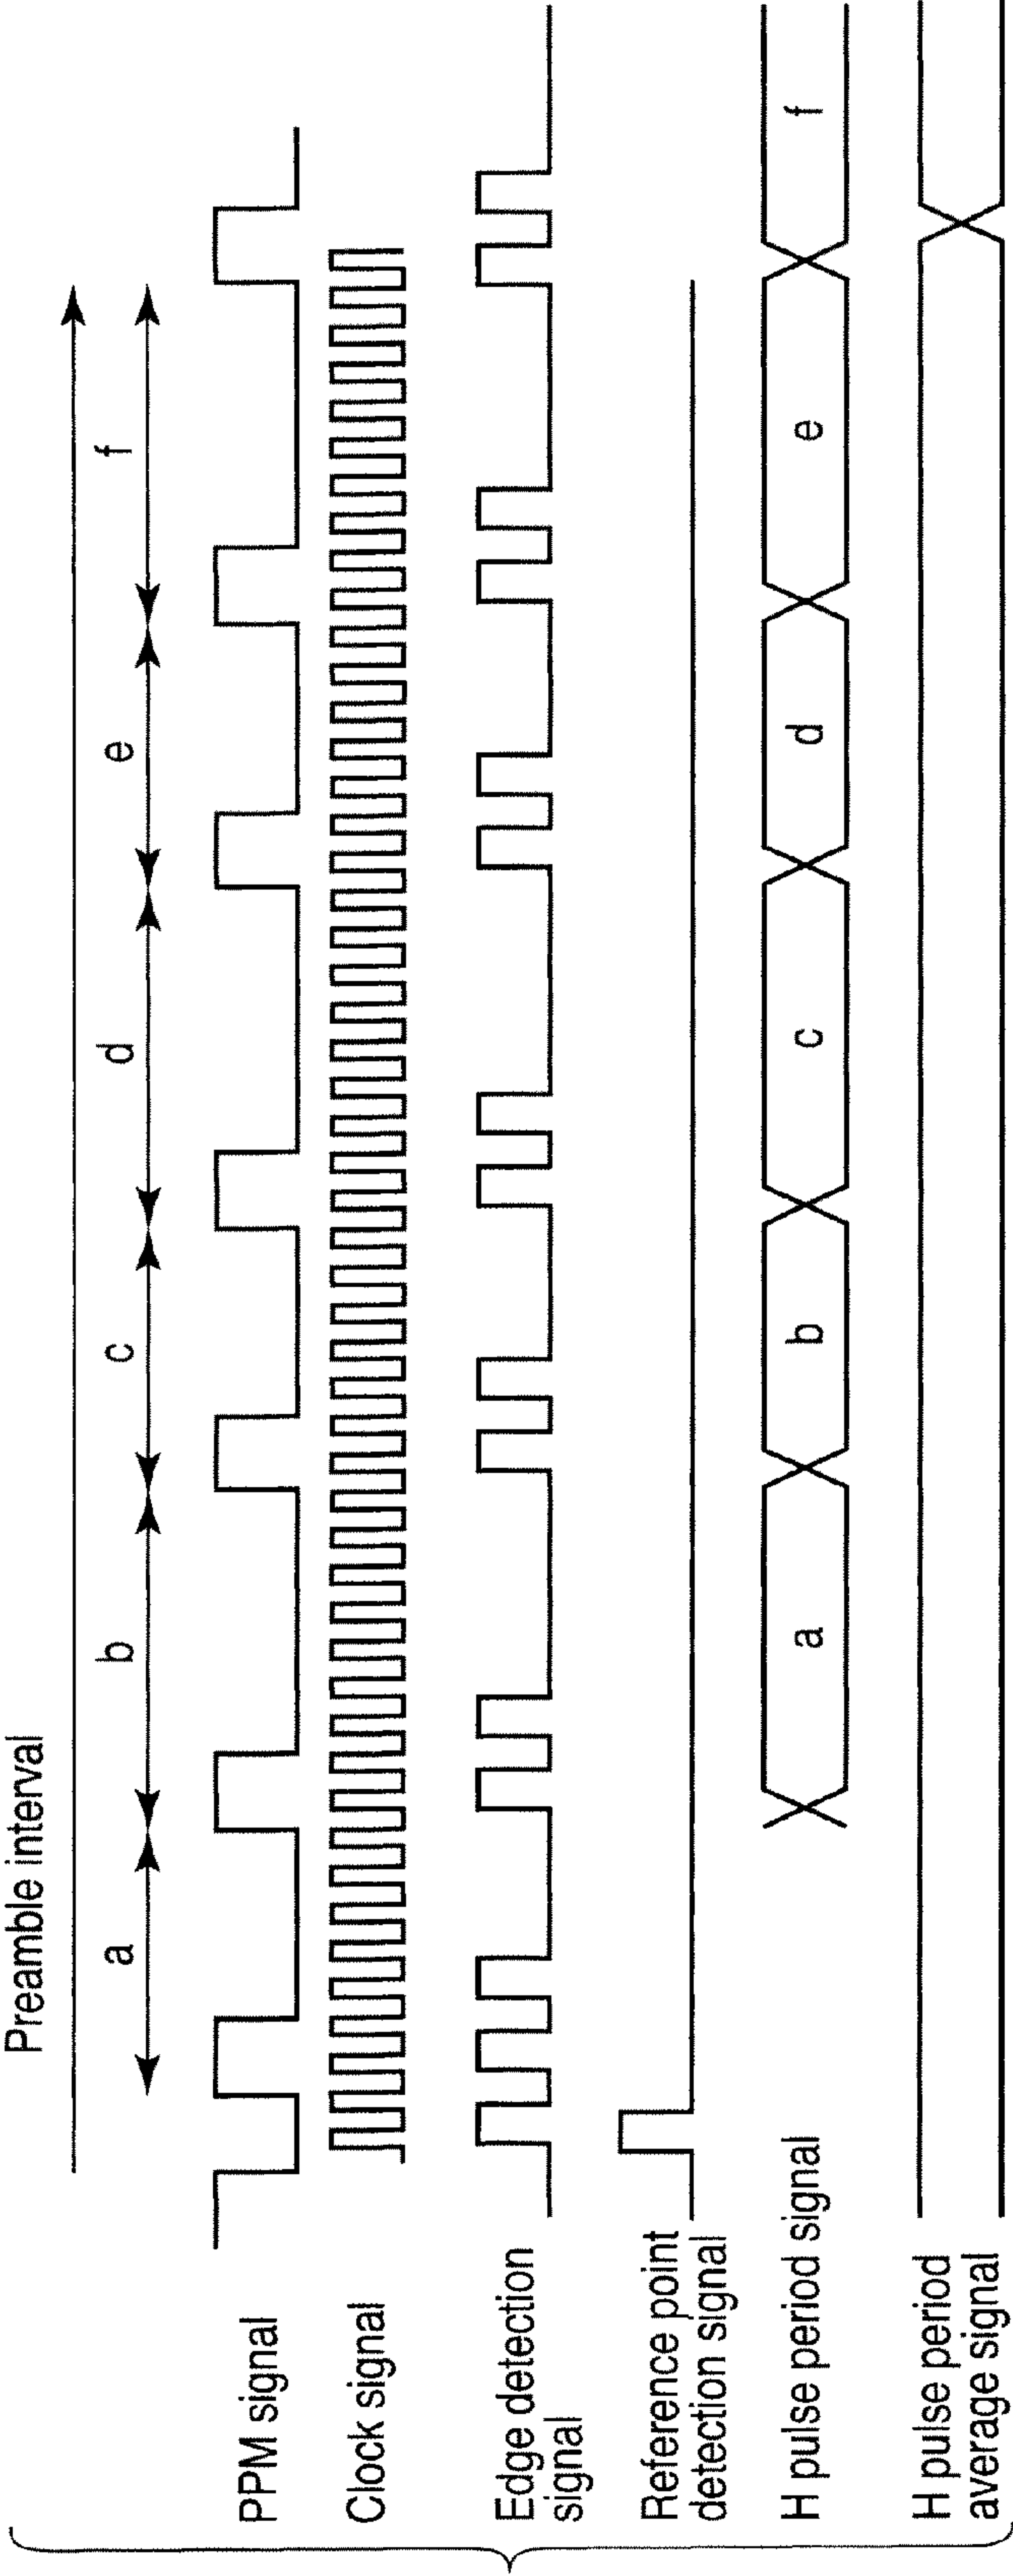 Preamble interval
a b c d e f
PPM signal
Clock signal
Edge detection
signal
Reference point
detection signal
H pulse period signal
a b c d e f
H pulse period
average signal